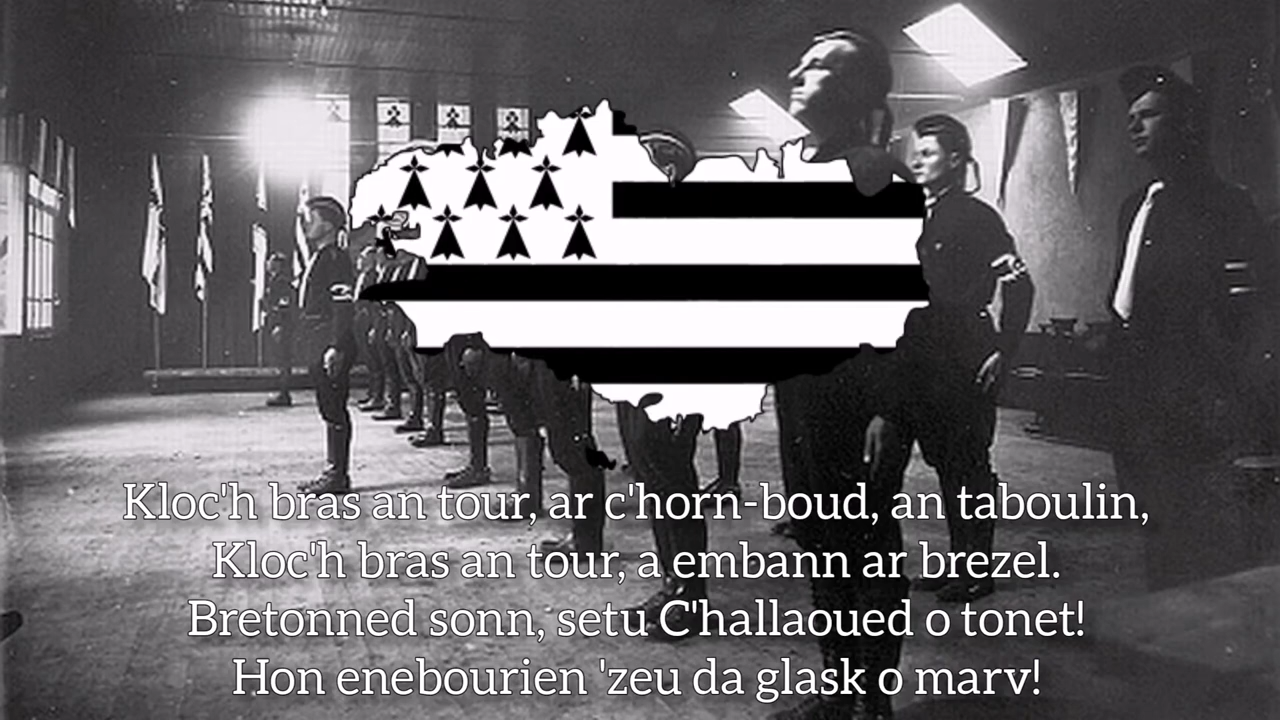 Kloc'h bras an tour, ar c'horn-boud, an taboulin,
Kloc'h bras an tour, a embann ar brezel.
Bretonned sonn, setu C'hallaoued o tonet!
Hon enebourien 'zeu da glask o marv!